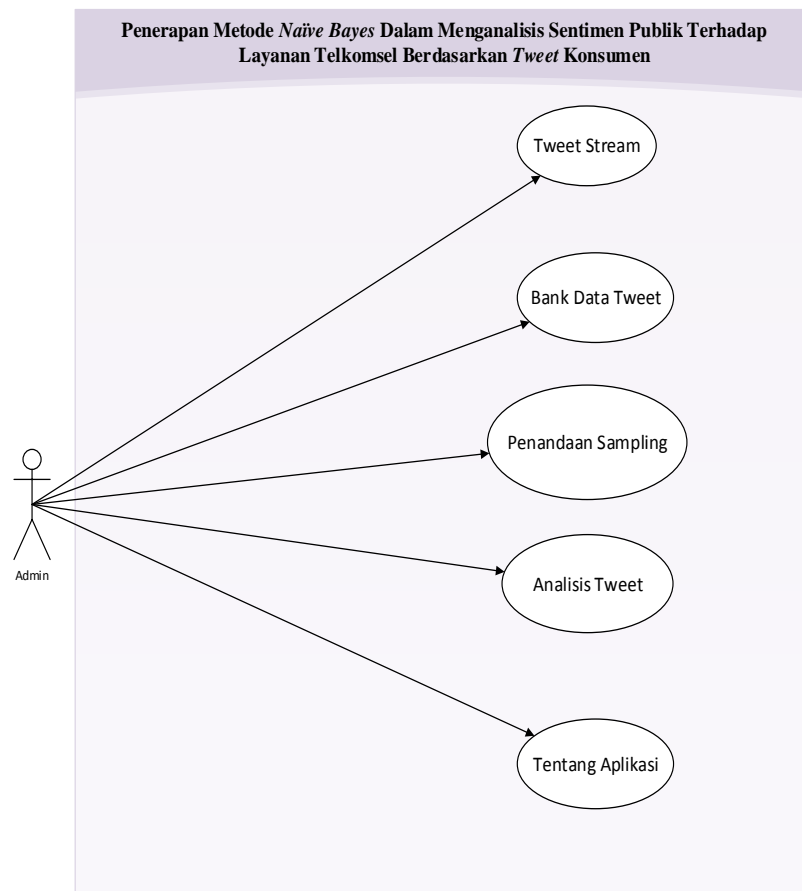 Penerapan Metode Naïve Bayes Dalam Menganalisis Sentimen Publik Terhadap
Layanan Telkomsel Berdasarkan Tweet Konsumen
Tweet Stream
Bank Data Tweet
Penandaan Sampling
Admin
Analisis Tweet
Tentang Aplikasi